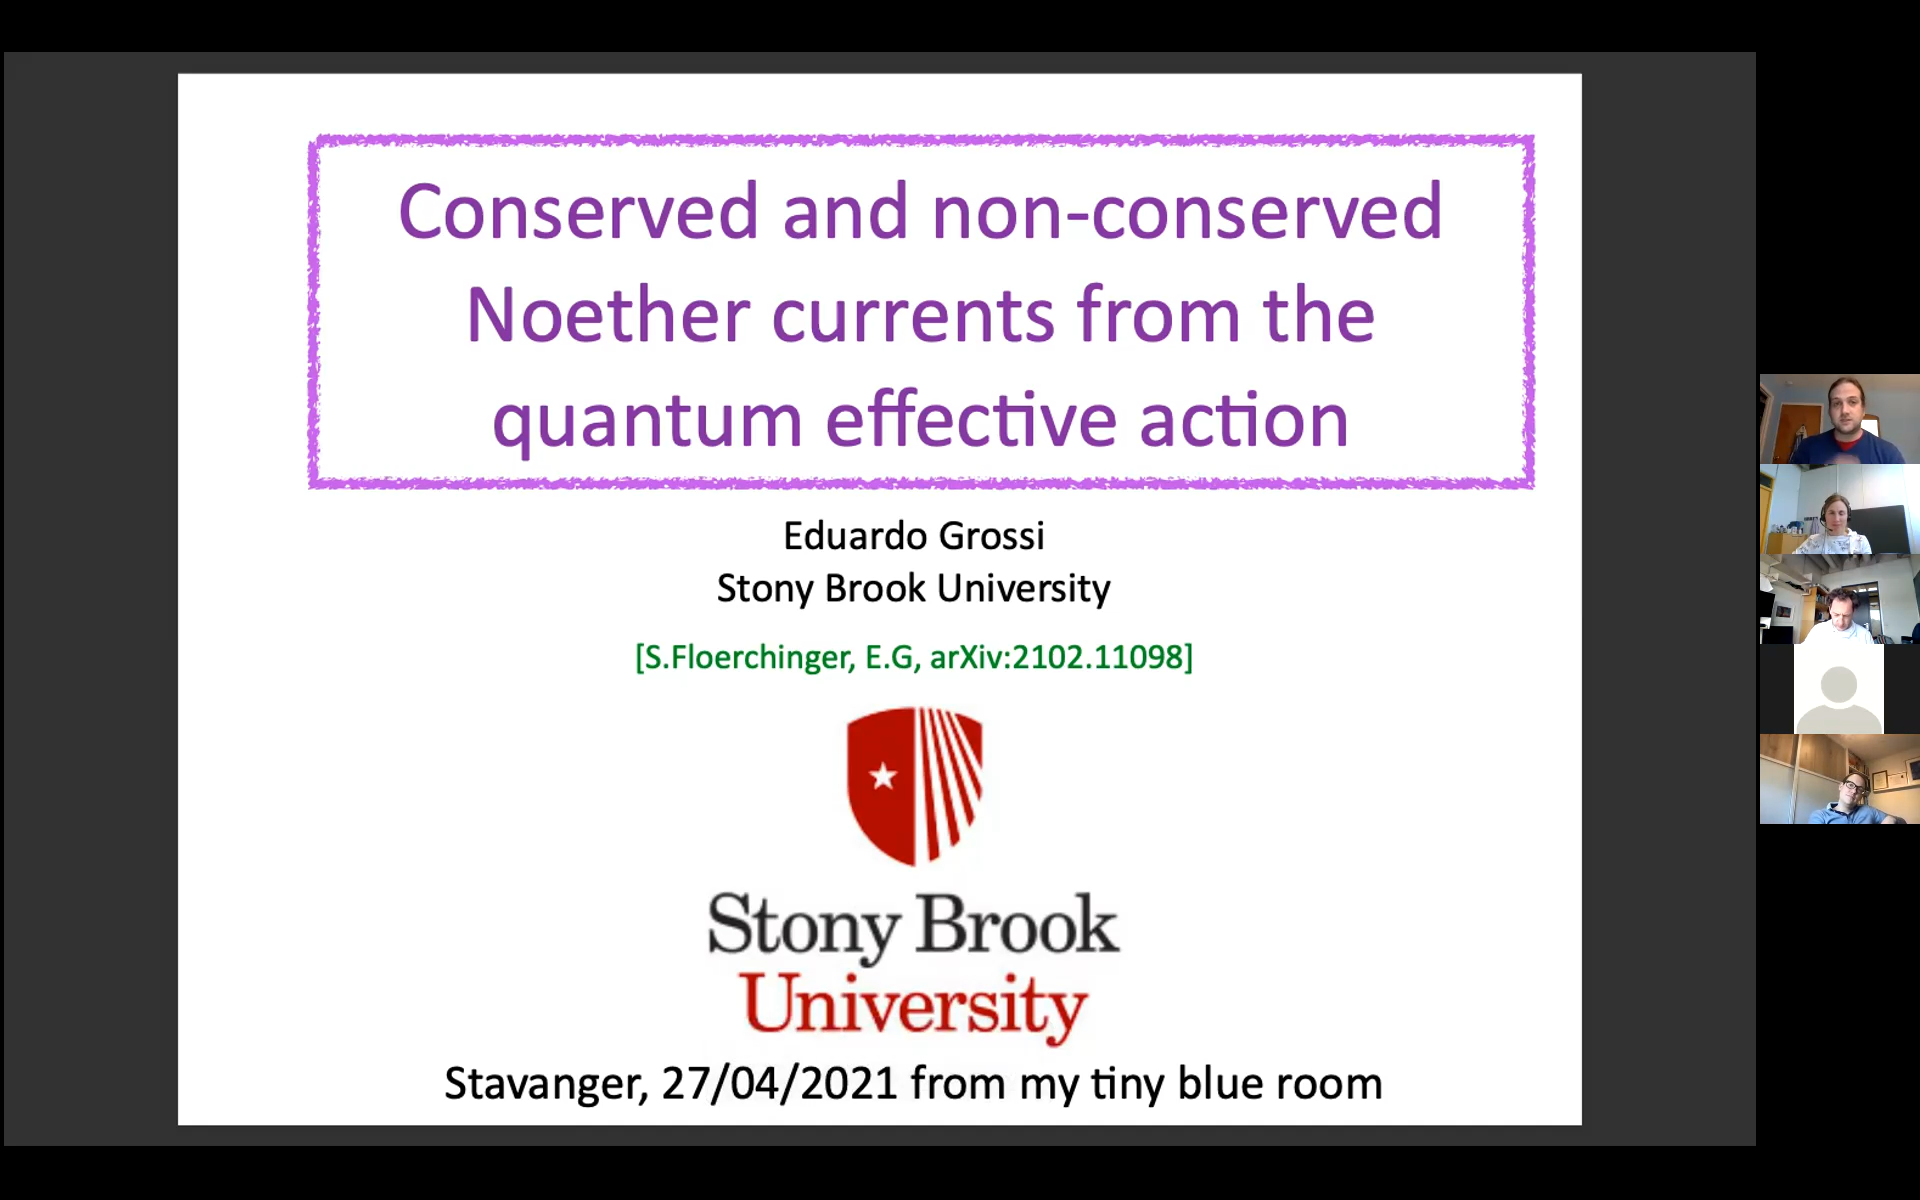 Conserved and non-conserved
Noether currents from the
quantum effective action
Eduardo Grossi
Stony Brook University
[S.Floerchinger, E.G, arXiv:2102.11098]
Stony Brook
University
Stavanger, 27/04/2021 from my tiny blue room